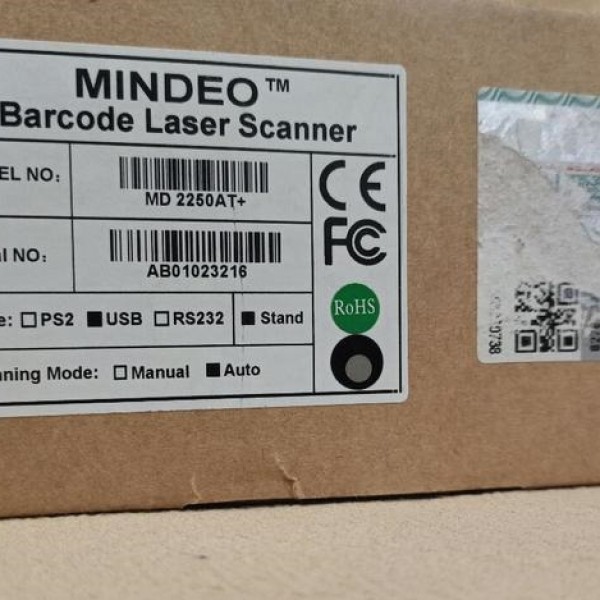 MINDEO™
Barcode Laser Scanner
EL NO:
MD 2250AT+
NO:
AB01023216
e: □PS2 ■USB □RS232 ■Stand
ning Mode: □Manual ■Auto
CE
FC
RoHS